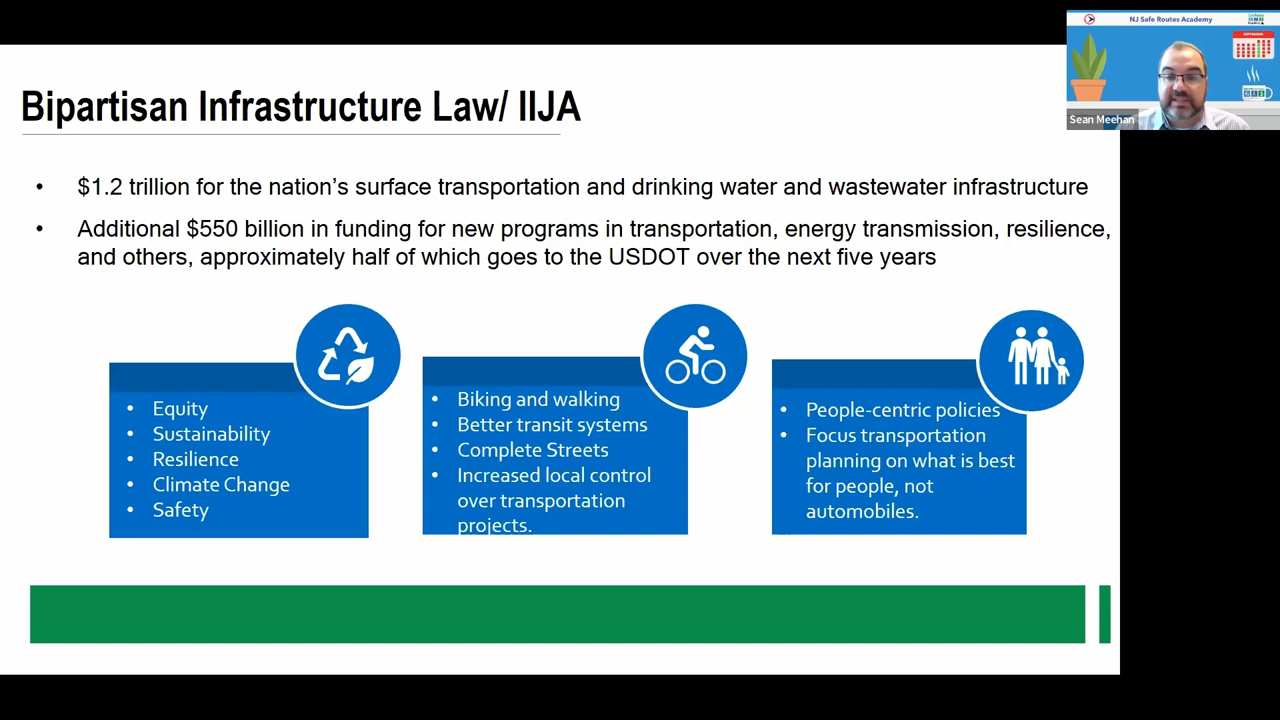 NJ Safe Routes Academy
Sean Meehan
Bipartisan Infrastructure Law/ IIJA
• $1.2 trillion for the nation’s surface transportation and drinking water and wastewater infrastructure
• Additional $550 billion in funding for new programs in transportation, energy transmission, resilience,
and others, approximately half of which goes to the USDOT over the next five years
• Equity
• Sustainability
• Resilience
• Climate Change
• Safety
• Biking and walking
• Better transit systems
• Complete Streets
• Increased local control
over transportation
projects.
• People-centric policies
• Focus transportation
planning on what is best
for people, not
automobiles.